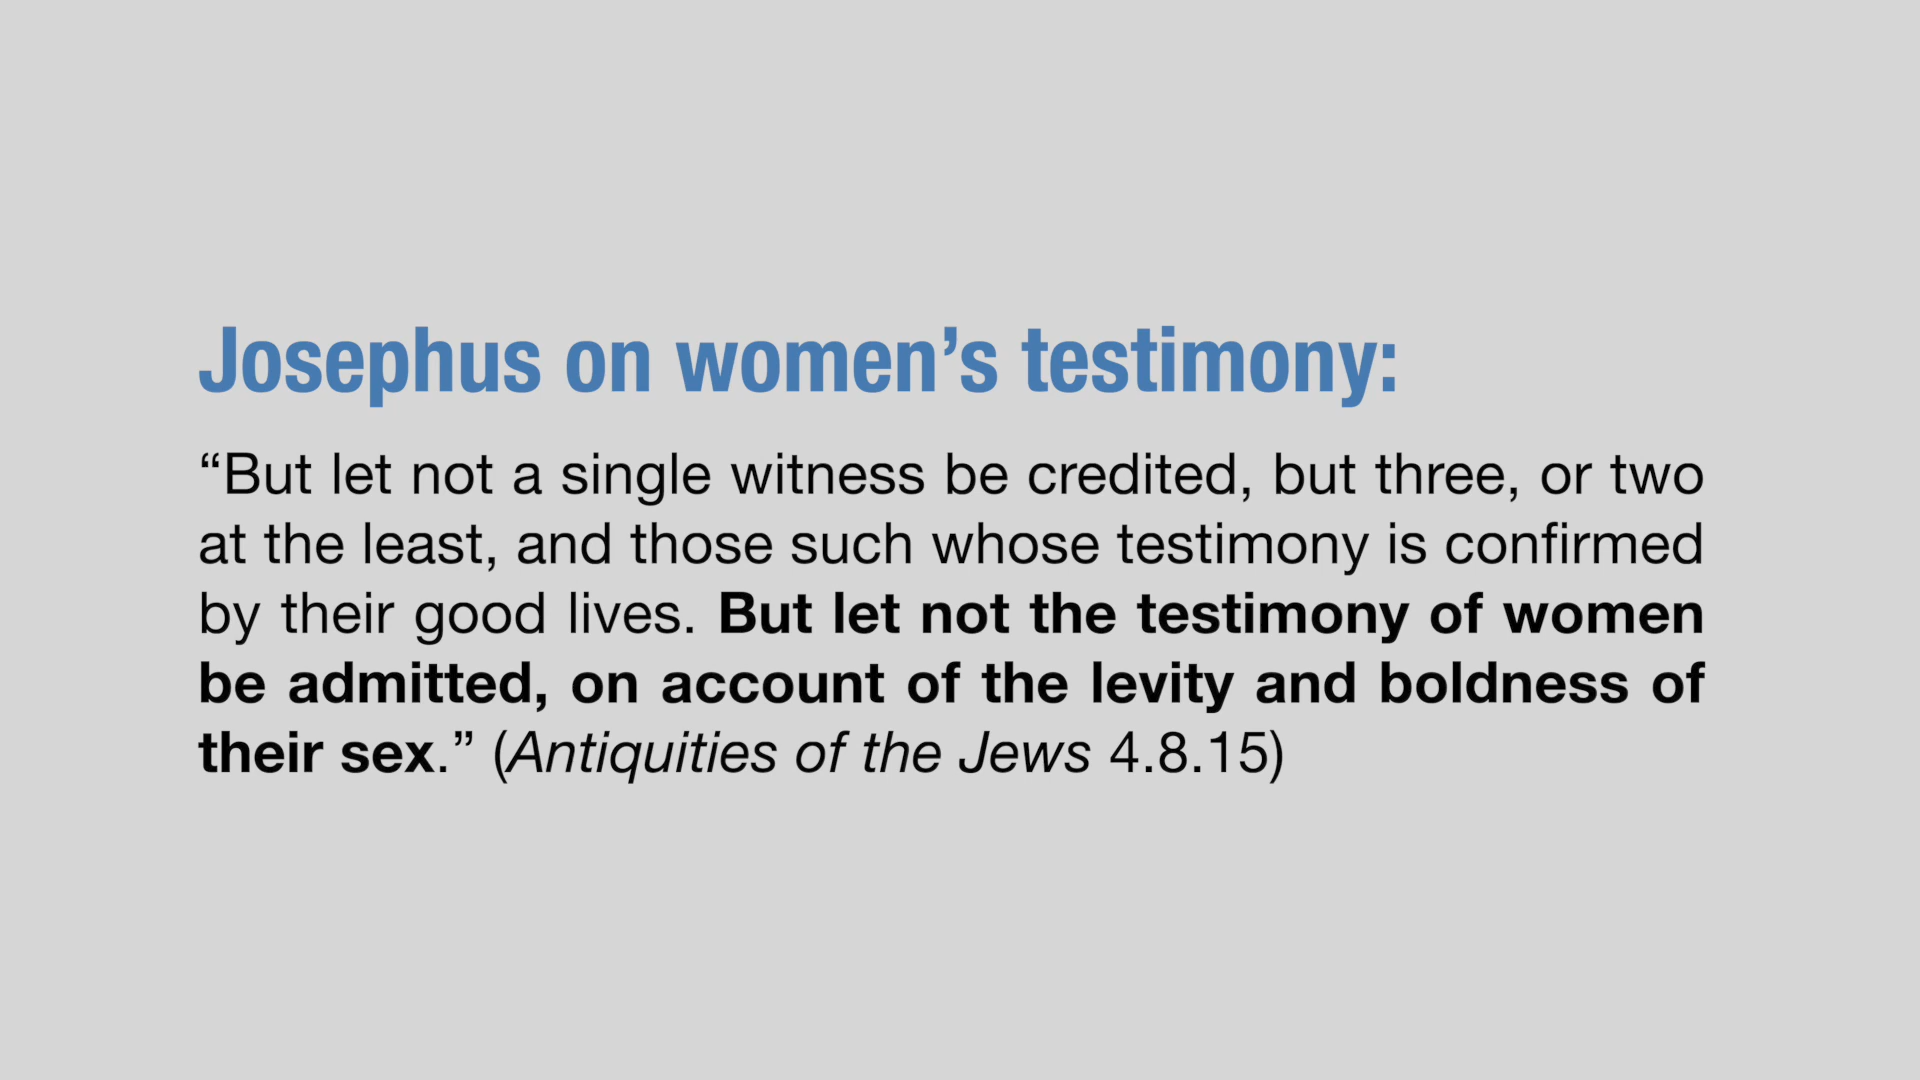 Josephus on women’s testimony:
“But let not a single witness be credited, but three, or two
at the least, and those such whose testimony is confirmed
by their good lives. But let not the testimony of women
be admitted, on account of the levity and boldness of
their sex.” (Antiquities of the Jews 4.8.15)